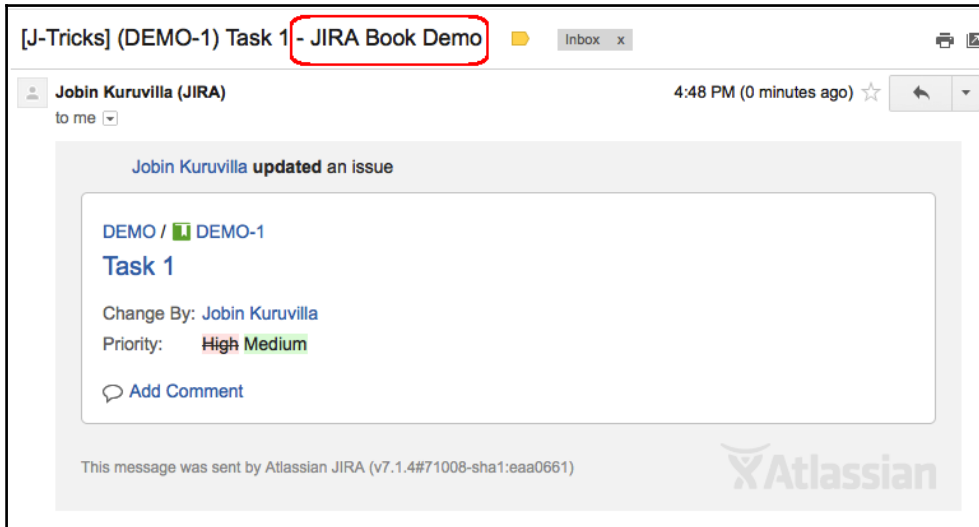 [J-Tricks] (DEMO-1) Task 1 - JIRA Book Demo Inbox x
Jobin Kuruvilla (JIRA) 4:48 PM (0 minutes ago)
to me
Jobin Kuruvilla updated an issue
DEMO / DEMO-1
Task 1
Change By: Jobin Kuruvilla
Priority: High Medium
Add Comment
This message was sent by Atlassian JIRA (v7.1.4#71008-sha1:eaa0661)
Atlassian